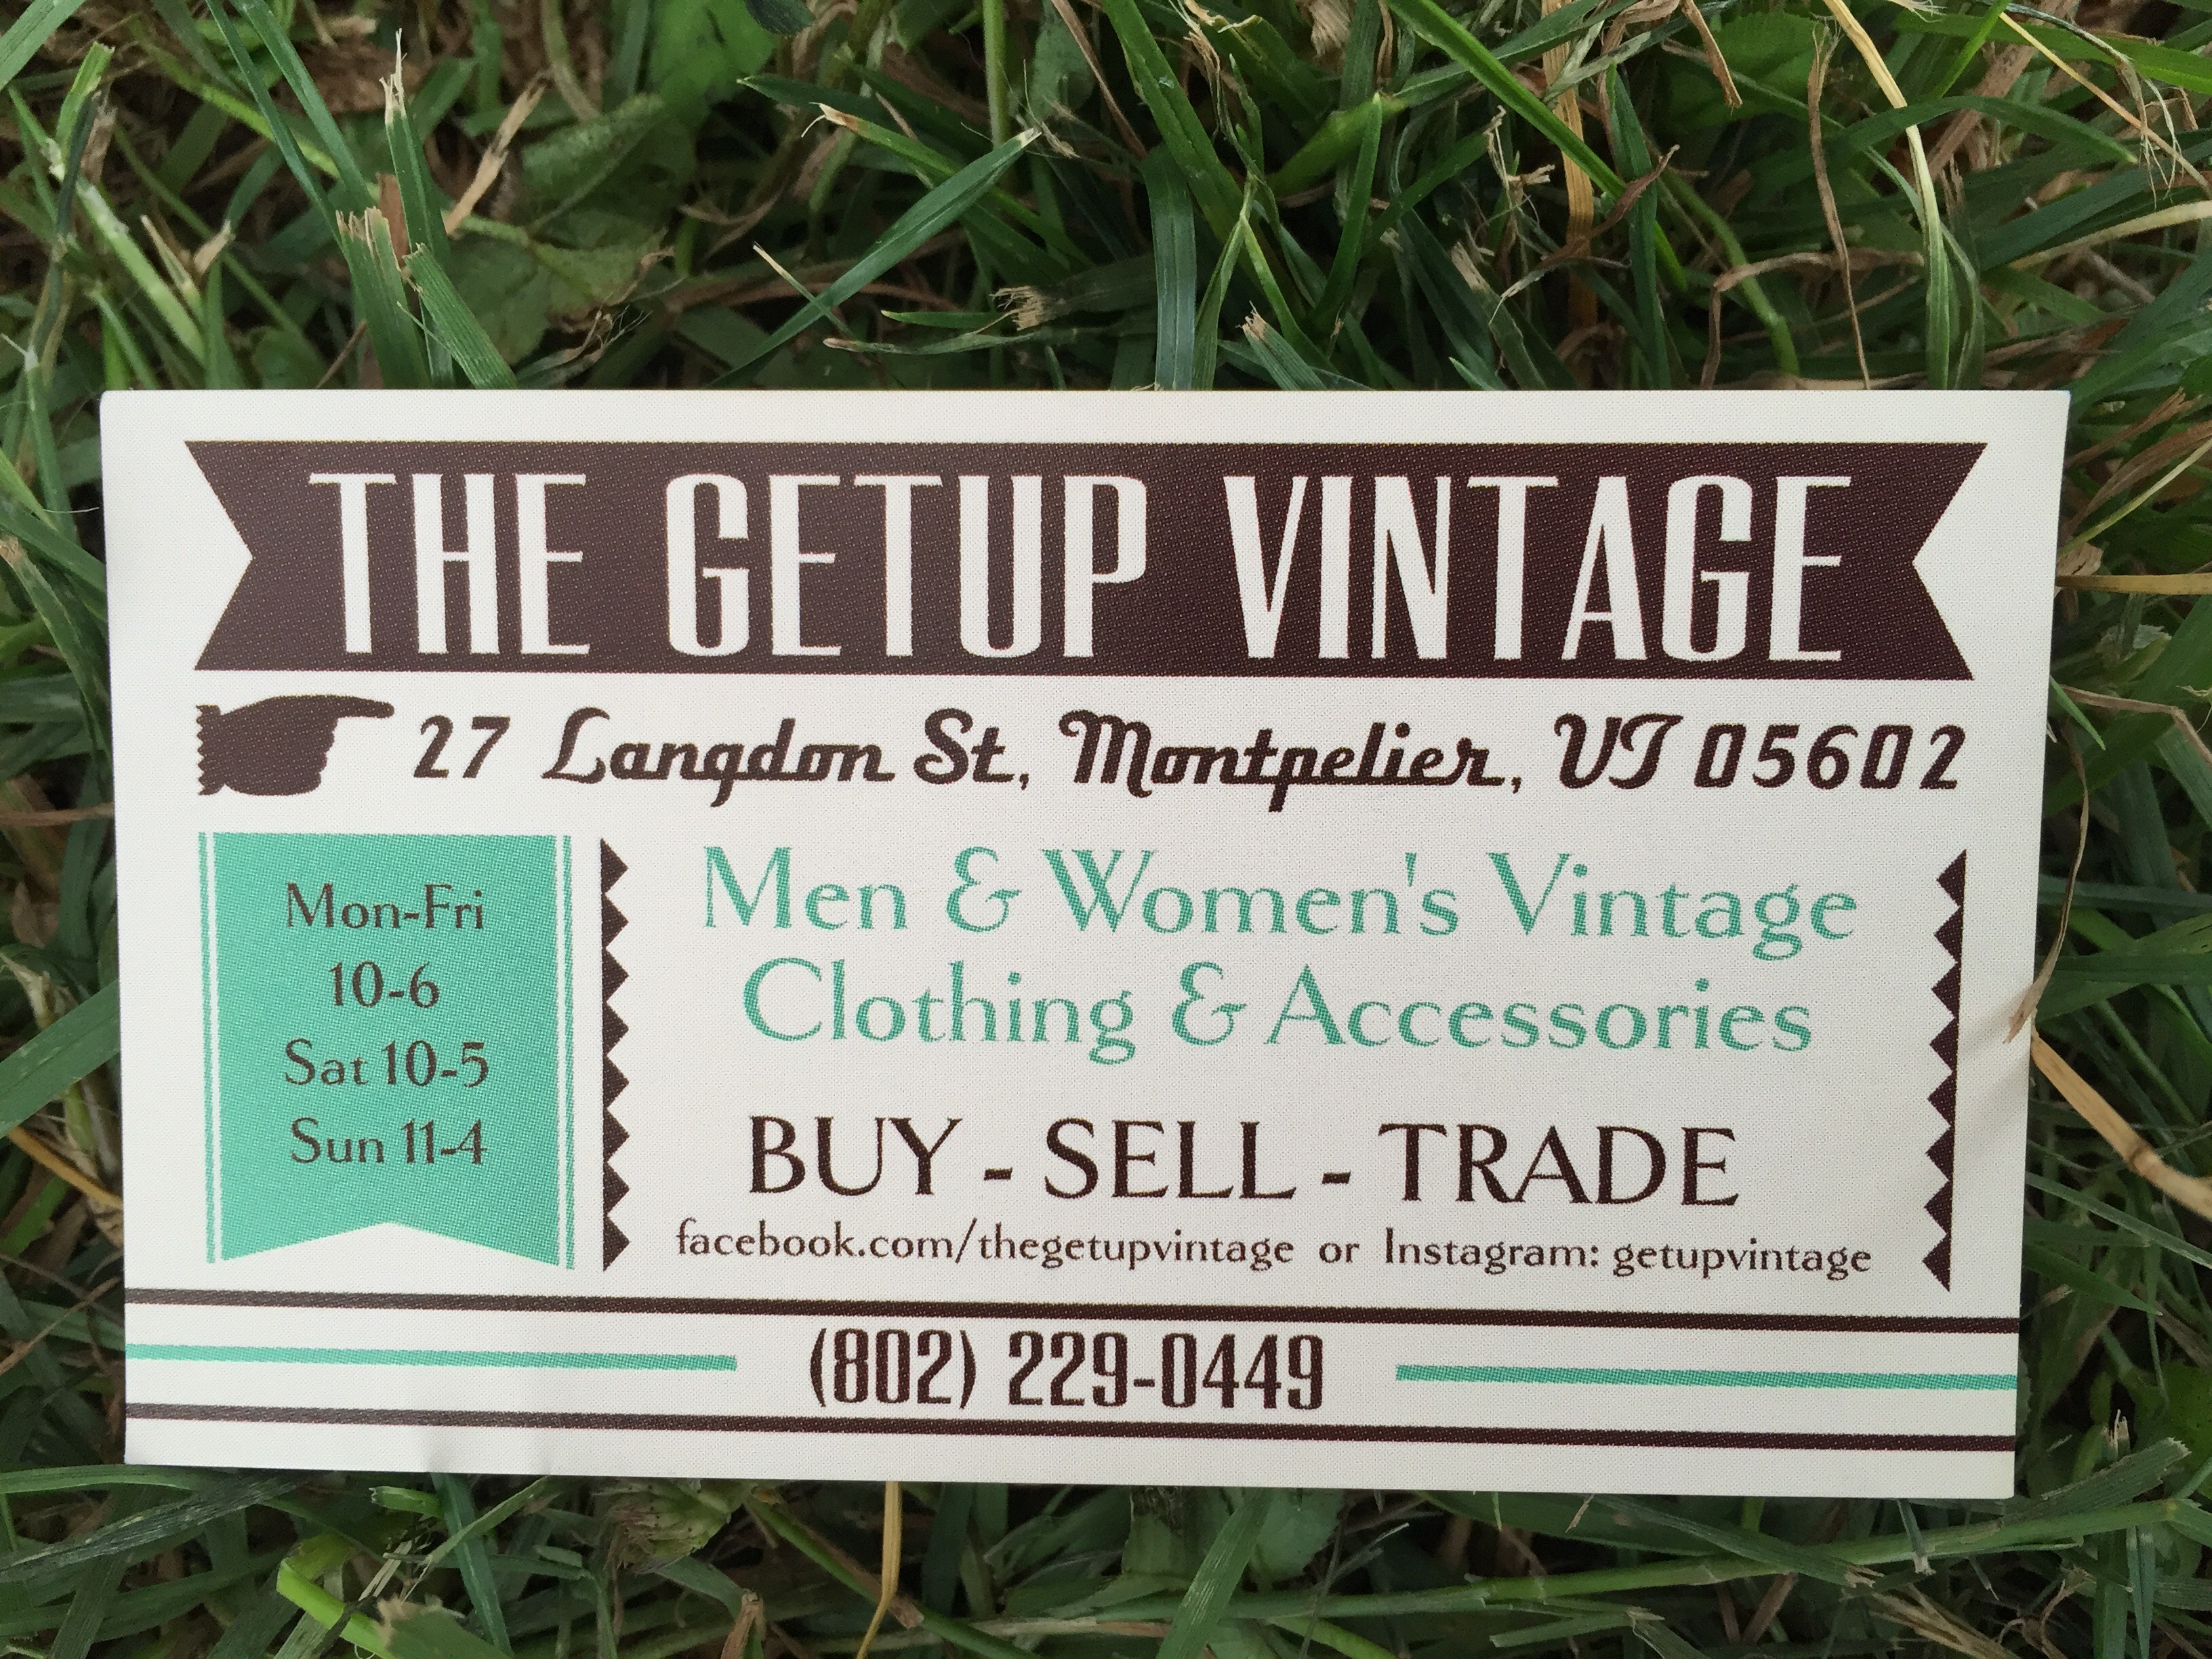 THE GETUP VINTAGE
27 Langdon St, Montpelier, VT 05602
Mon-Fri
10-6
Sat 10-5
Sun 11-4
Men & Women's Vintage
Clothing & Accessories
BUY - SELL - TRADE
facebook.com/thegetupvintage or Instagram: getupvintage
(802) 229-0449